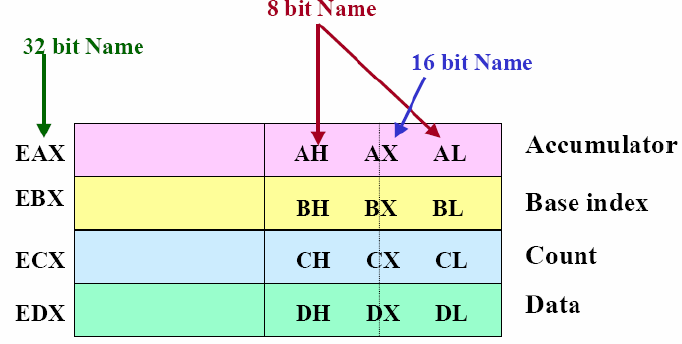 8 bit Name
32 bit Name
16 bit Name
EAX AH AX AL Accumulator
EBX BH BX BL Base index
ECX CH CX CL Count
EDX DH DX DL Data